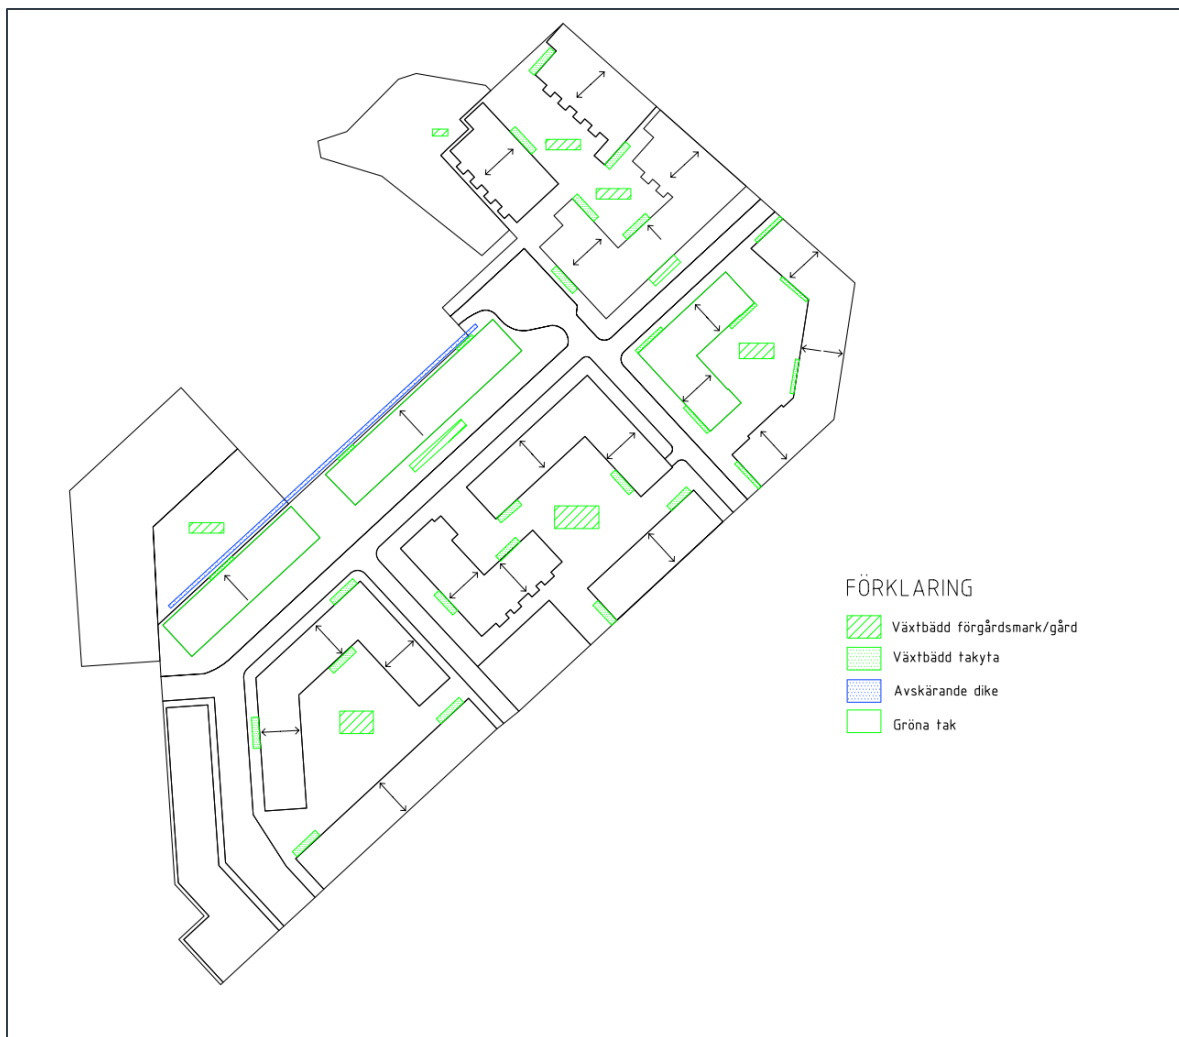 FÖRKLARING
Växtbädd förgårdsmark/gård
Växtbädd takyta
Avskärande dike
Gröna tak